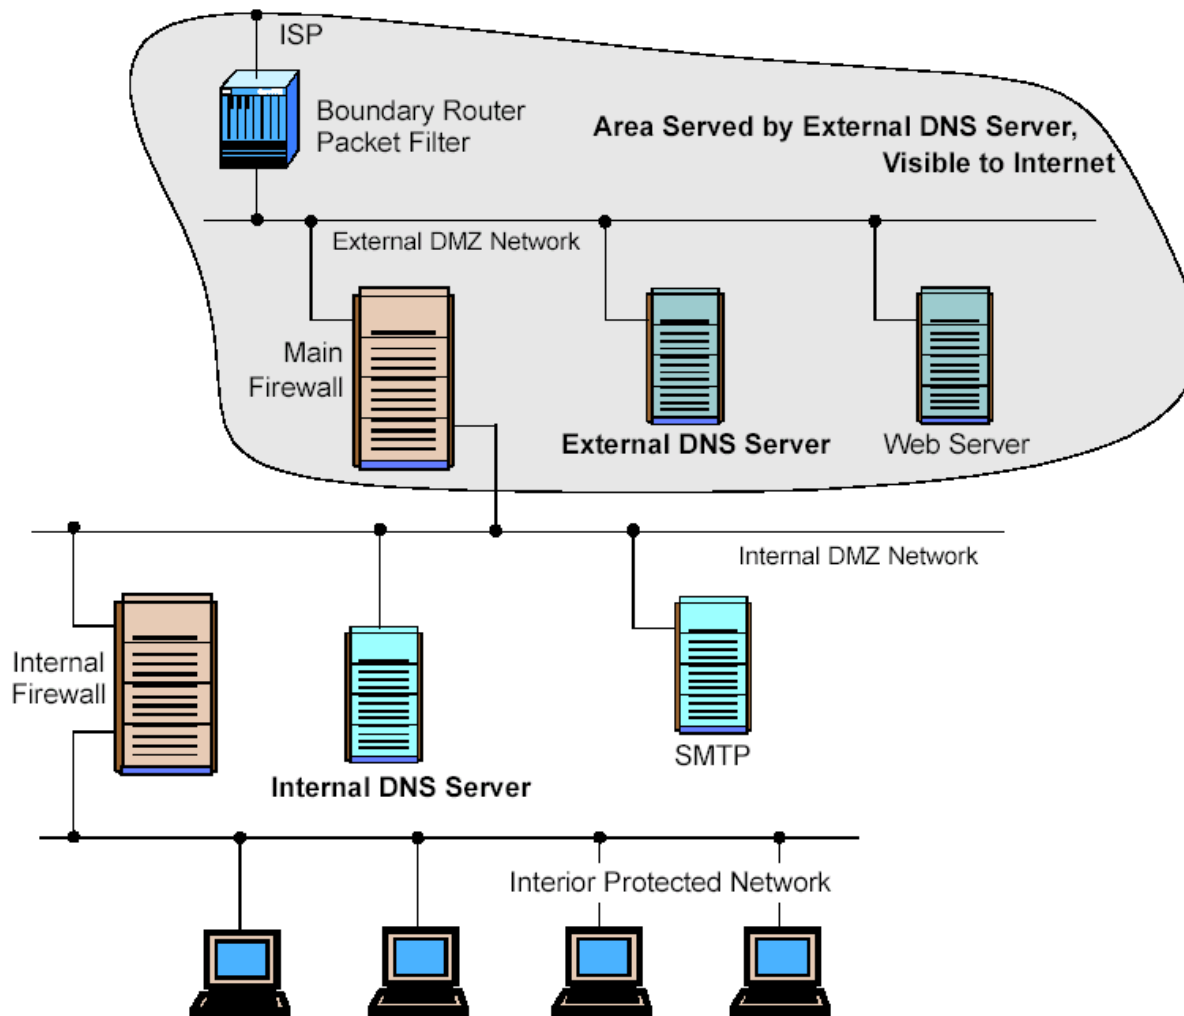 ISP
Boundary Router
Packet Filter
Area Served by External DNS Server,
Visible to Internet
External DMZ Network
Main
Firewall
External DNS Server
Web Server
Internal DMZ Network
Internal
Firewall
Internal DNS Server
SMTP
Interior Protected Network